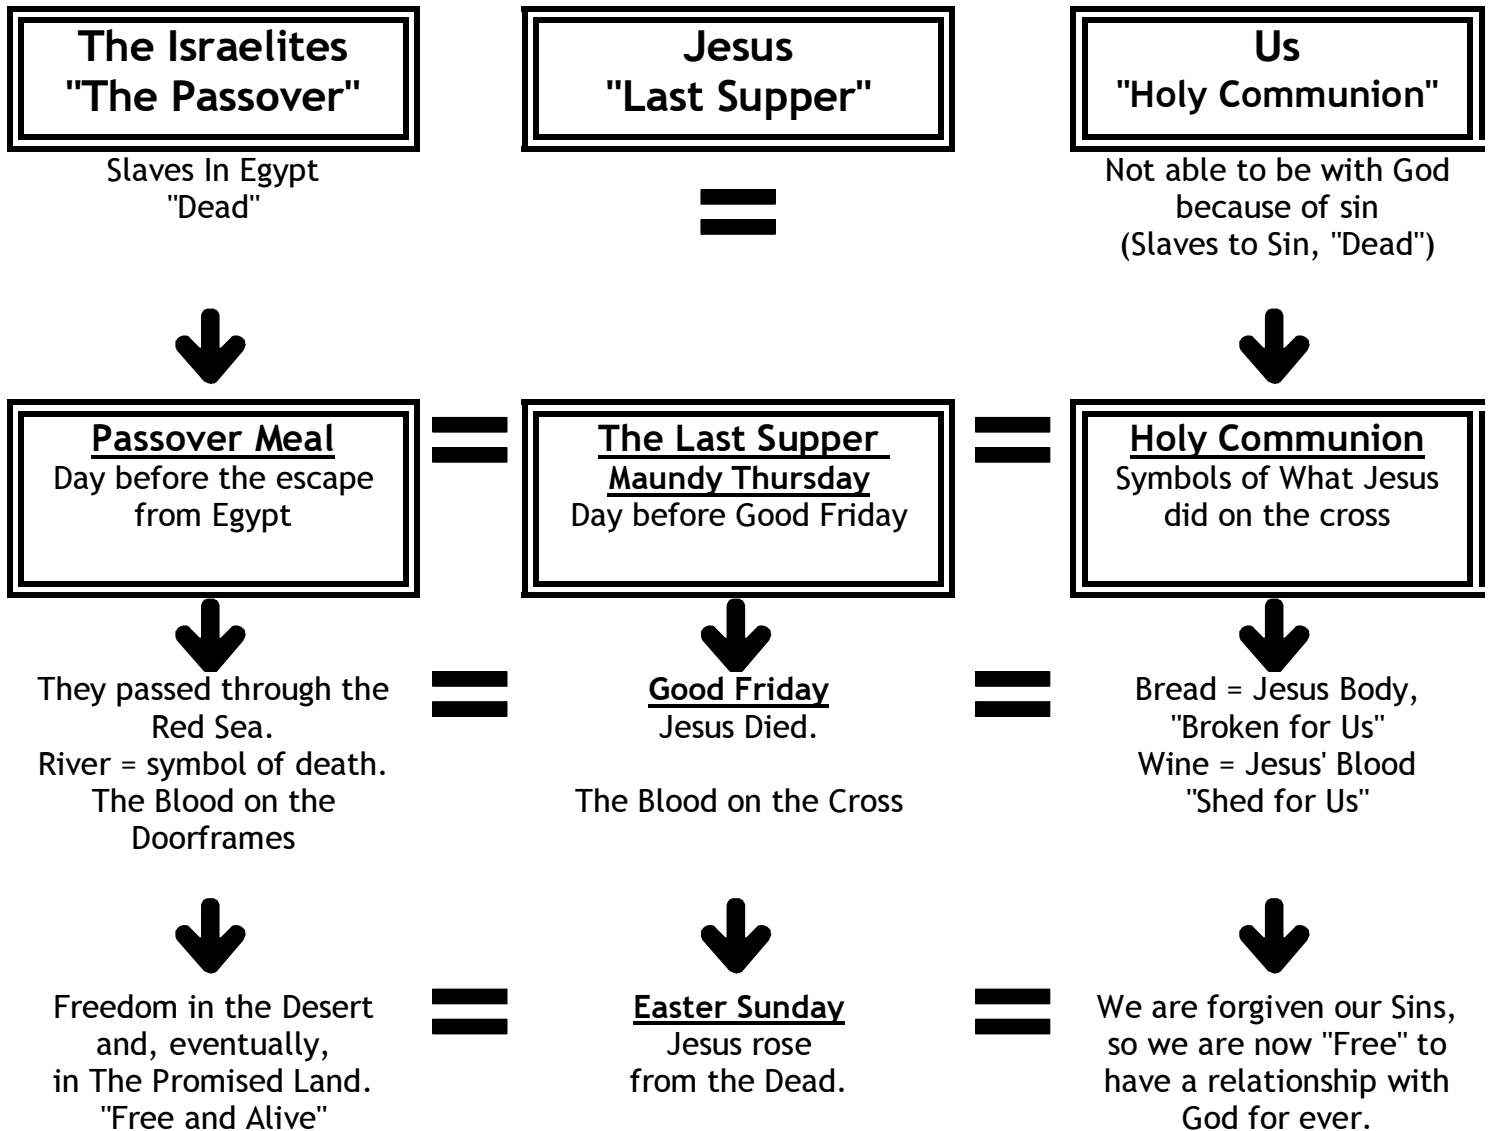 The Israelites
"The Passover"
Slaves In Egypt
"Dead"
Jesus
"Last Supper"
=
Us
"Holy Communion"
Not able to be with God
because of sin
(Slaves to Sin, "Dead")
Passover Meal
Day before the escape
from Egypt
=
The Last Supper
Maundy Thursday
Day before Good Friday
=
Holy Communion
Symbols of What Jesus
did on the cross
They passed through the
Red Sea.
River = symbol of death.
The Blood on the
Doorframes
=
Good Friday
Jesus Died.
The Blood on the Cross
=
Bread = Jesus Body,
"Broken for Us"
Wine = Jesus' Blood
"Shed for Us"
Freedom in the Desert
and, eventually,
in The Promised Land.
"Free and Alive"
=
Easter Sunday
Jesus rose
from the Dead.
=
We are forgiven our Sins,
so we are now "Free" to
have a relationship with
God for ever.